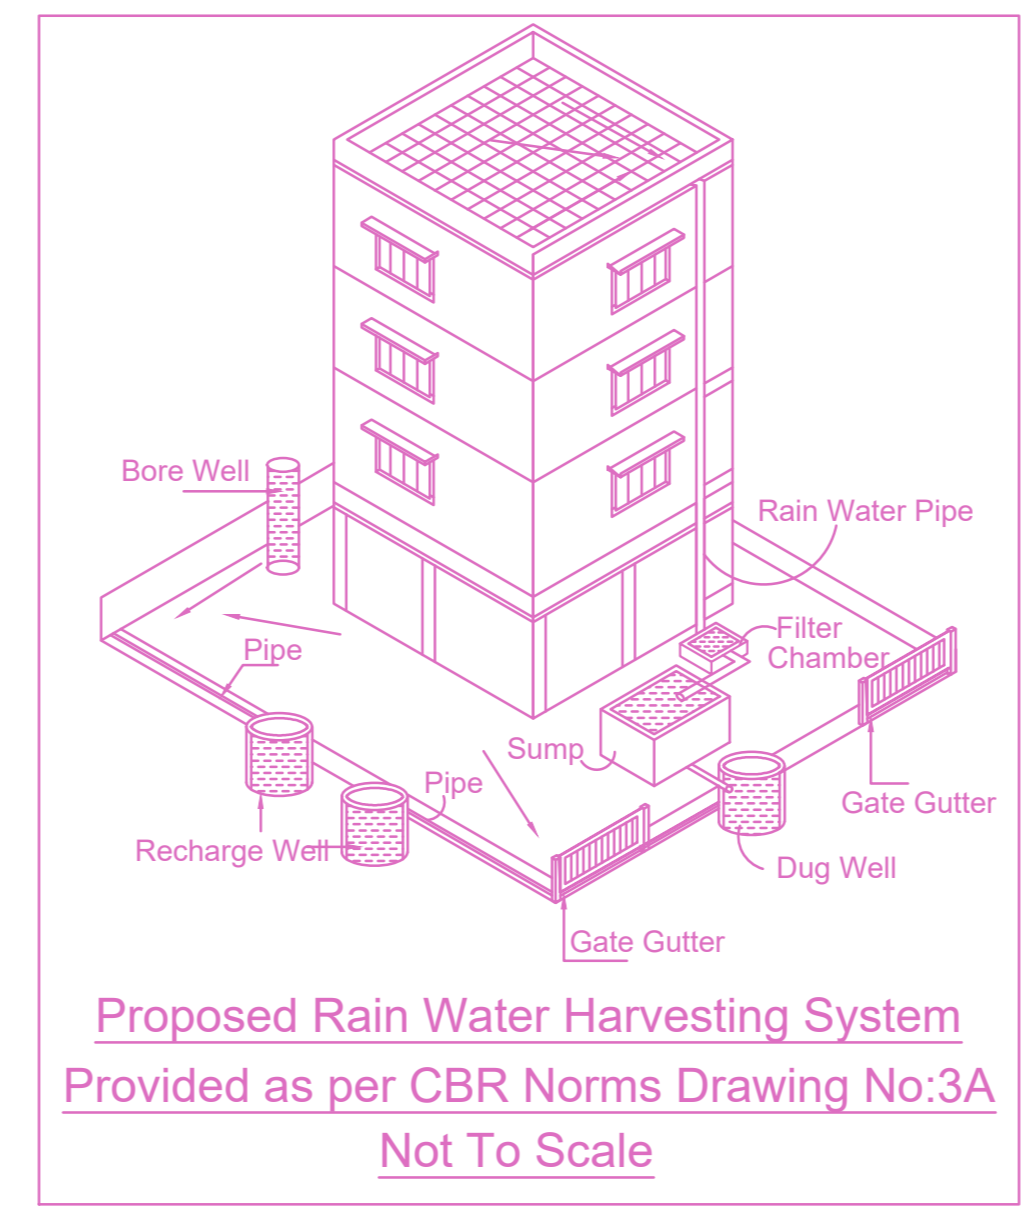 Bore Well
Rain Water Pipe
Filter
Chamber
Pipe
Sump
Pipe
Gate Gutter
Recharge Well
Dug Well
Gate Gutter
Proposed Rain Water Harvesting System
Provided as per CBR Norms Drawing No:3A
Not To Scale